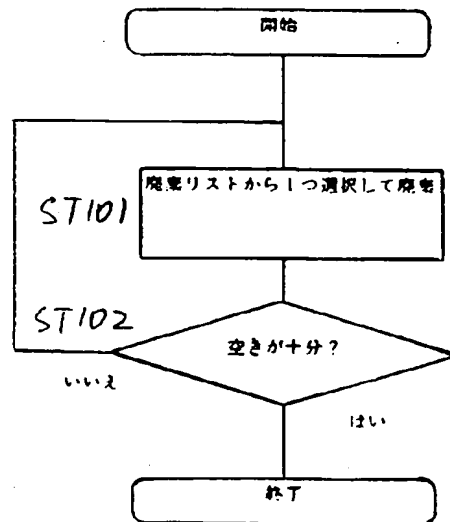 開始
ST101
廃棄リストから1つ選択して廃棄
ST102
空きが十分?
いいえ
はい
終了